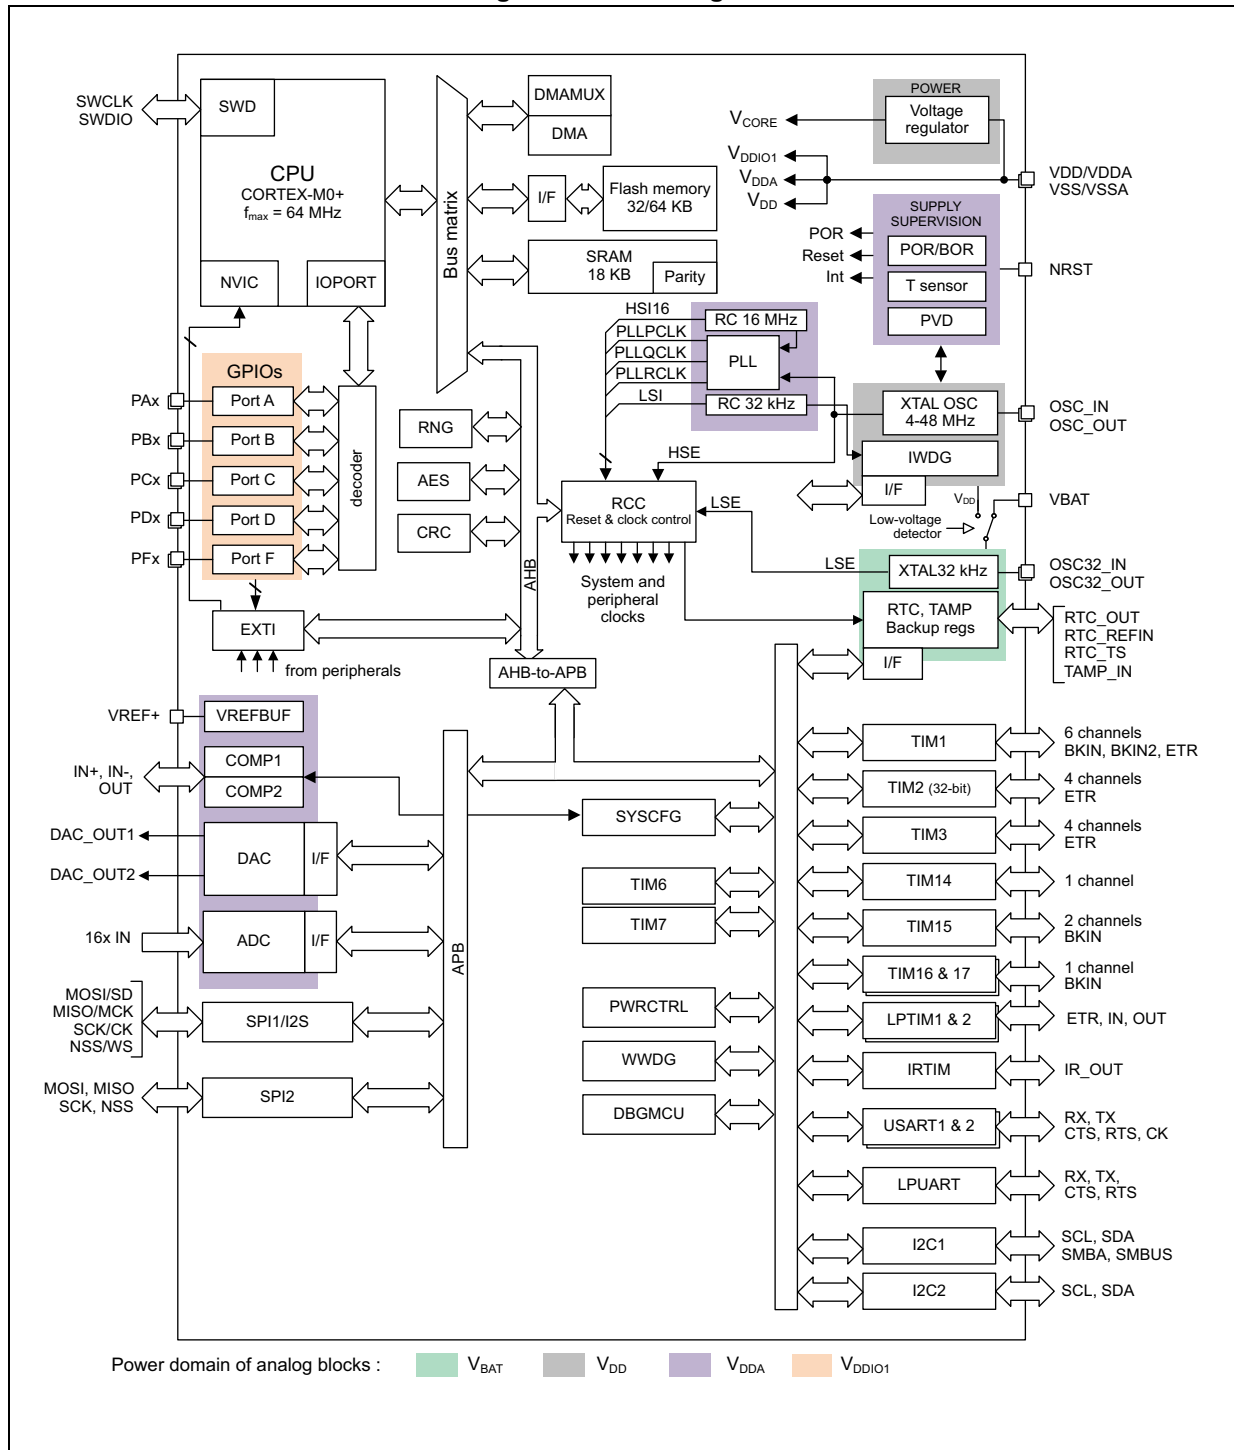 SWCLK
SWDIO
SWD
CPU
CORTEX-M0+
fmax = 64 MHz
NVIC
IOPORT
Bus matrix
DMAMUX
DMA
I/F
Flash memory
32/64 KB
SRAM
18 KB
Parity
POWER
Voltage
regulator
VCORE
VDDIO1
VDDA
VDD
VDD/VDDA
VSS/VSSA
SUPPLY
SUPERVISION
POR/BOR
T sensor
PVD
POR
Reset
Int
NRST
HSI16
PLLPCLK
PLLQCLK
PLLRCLK
LSI
RC 16 MHz
PLL
RC 32 kHz
XTAL OSC
4-48 MHz
IWDG
I/F
OSC_IN
OSC_OUT
HSE
VDD
VBAT
Low-voltage
detector
GPIOs
PAx
Port A
PBx
Port B
PCx
Port C
PDx
Port D
PFx
Port F
decoder
RNG
AES
CRC
AHB
RCC
Reset & clock control
LSE
LSE
System and
peripheral
clocks
XTAL32 kHz
OSC32_IN
OSC32_OUT
RTC, TAMP
Backup regs
I/F
RTC_OUT
RTC_REFIN
RTC_TS
TAMP_IN
EXTI
from peripherals
AHB-to-APB
VREF+
VREFBUF
IN+, IN-,
OUT
COMP1
COMP2
DAC_OUT1
DAC_OUT2
DAC
I/F
16x IN
ADC
I/F
MOSI/SD
MISO/MCK
SCK/CK
NSS/WS
SPI1/I2S
MOSI, MISO
SCK, NSS
SPI2
APB
SYSCFG
TIM6
TIM7
PWRCTRL
WWDG
DBGMCU
TIM1
6 channels
BKIN, BKIN2, ETR
TIM2 (32-bit)
4 channels
ETR
TIM3
4 channels
ETR
TIM14
1 channel
TIM15
2 channels
BKIN
TIM16 & 17
1 channel
BKIN
LPTIM1 & 2
ETR, IN, OUT
IRTIM
IR_OUT
USART1 & 2
RX, TX
CTS, RTS, CK
LPUART
RX, TX,
CTS, RTS
I2C1
SCL, SDA
SMBA, SMBUS
I2C2
SCL, SDA
Power domain of analog blocks :
VBAT
VDD
VDDA
VDDIO1